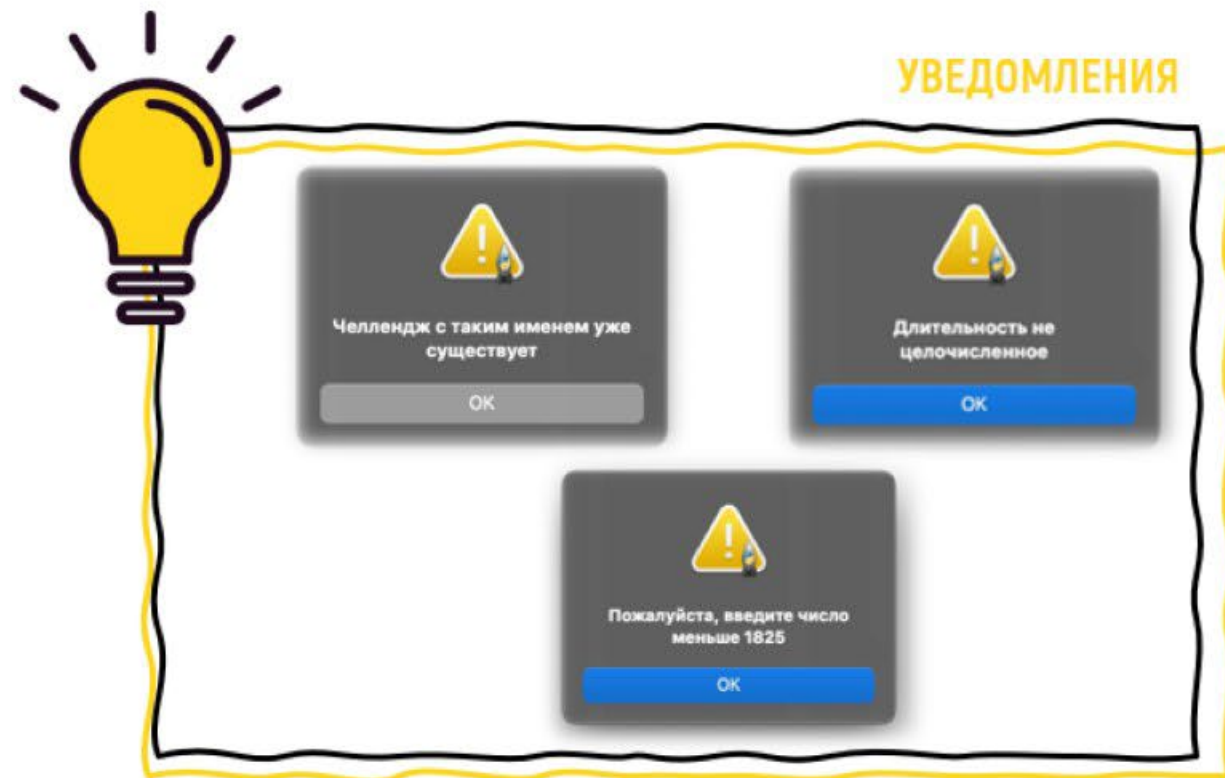 УВЕДОМЛЕНИЯ
Челлендж с таким именем уже
существует
OK
Длительность не
целочисленное
OK
Пожалуйста, введите число
меньше 1825
OK